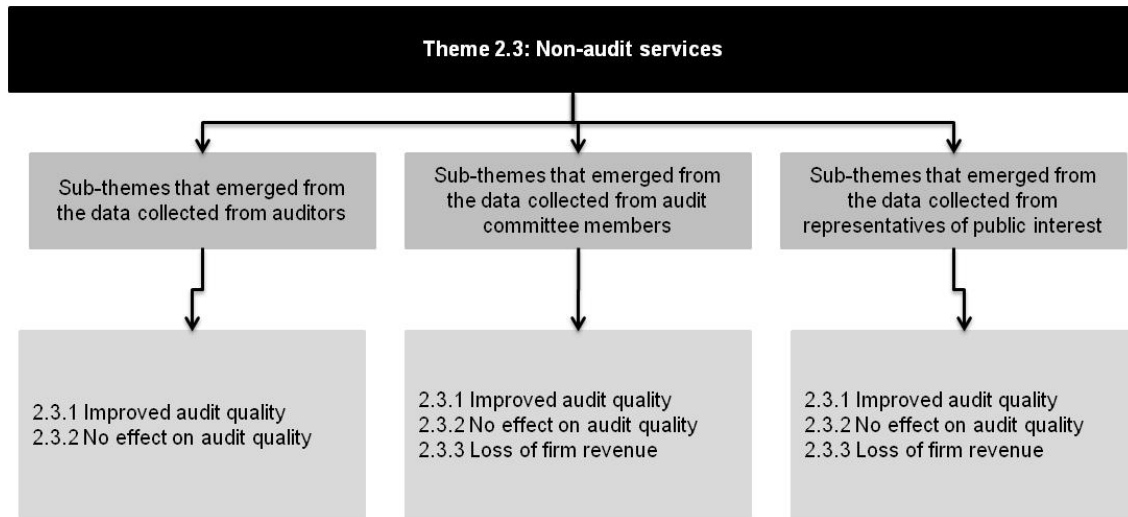 Theme 2.3: Non-audit services
Sub-themes that emerged from
the data collected from auditors
Sub-themes that emerged from
the data collected from audit
committee members
Sub-themes that emerged from
the data collected from
representatives of public interest
2.3.1 Improved audit quality
2.3.2 No effect on audit quality
2.3.1 Improved audit quality
2.3.2 No effect on audit quality
2.3.3 Loss of firm revenue
2.3.1 Improved audit quality
2.3.2 No effect on audit quality
2.3.3 Loss of firm revenue